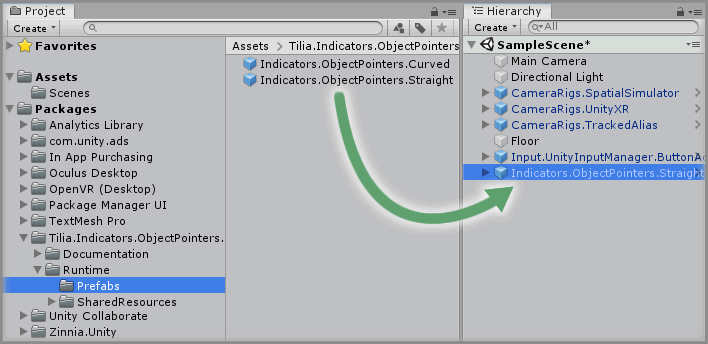 Project
Create
Favorites
Assets
Scenes
Packages
Analytics Library
com.unity.ads
In App Purchasing
Oculus Desktop
OpenVR (Desktop)
Package Manager UI
TextMesh Pro
Tilia.Indicators.ObjectPointers.
Documentation
Runtime
Prefabs
SharedResources
Unity Collaborate
Zinnia.Unity
Assets Tilia.Indicators.ObjectPointers
Indicators.ObjectPointers.Curved
Indicators.ObjectPointers.Straight
Hierarchy
Create All
SampleScene*
Main Camera
Directional Light
CameraRigs.SpatialSimulator
CameraRigs.UnityXR
CameraRigs.TrackedAlias
Floor
Input.UnityInputManager.ButtonA
Indicators.ObjectPointers.Straight